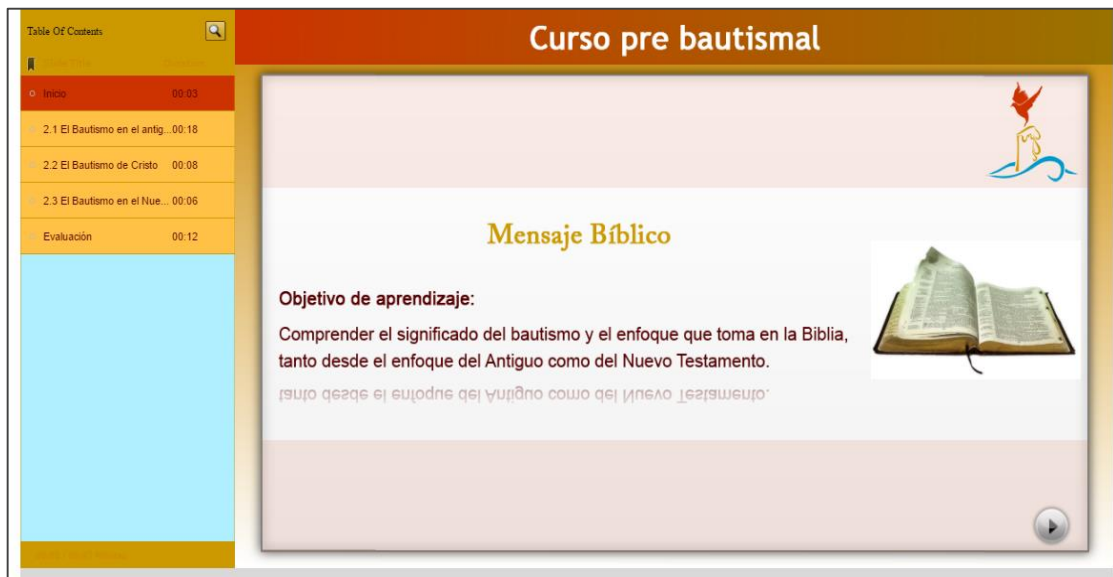 Table Of Contents
Curso pre bautismal
Inicio 00:03
2.1 El Bautismo en el antig... 00:18
2.2 El Bautismo de Cristo 00:08
2.3 El Bautismo en el Nue... 00:06
Evaluación 00:12
Mensaje Bíblico
Objetivo de aprendizaje:
Comprender el significado del bautismo y el enfoque que toma en la Biblia,
tanto desde el enfoque del Antiguo como del Nuevo Testamento.